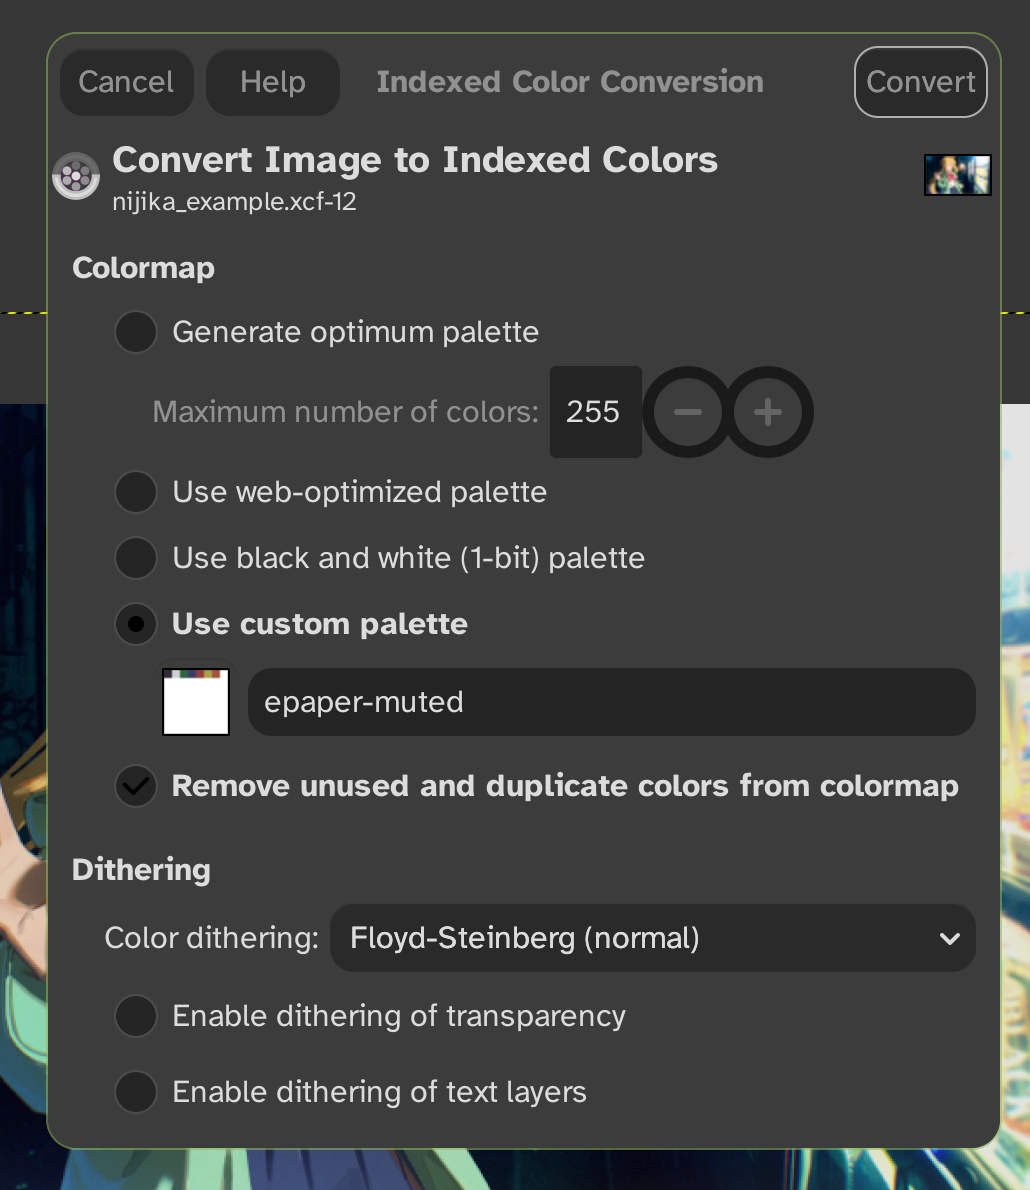 Cancel Help Indexed Color Conversion Convert
Convert Image to Indexed Colors
nijika_example.xcf-12
Colormap
Generate optimum palette
Maximum number of colors: 255
Use web-optimized palette
Use black and white (1-bit) palette
Use custom palette
epaper-muted
Remove unused and duplicate colors from colormap
Dithering
Color dithering: Floyd-Steinberg (normal)
Enable dithering of transparency
Enable dithering of text layers